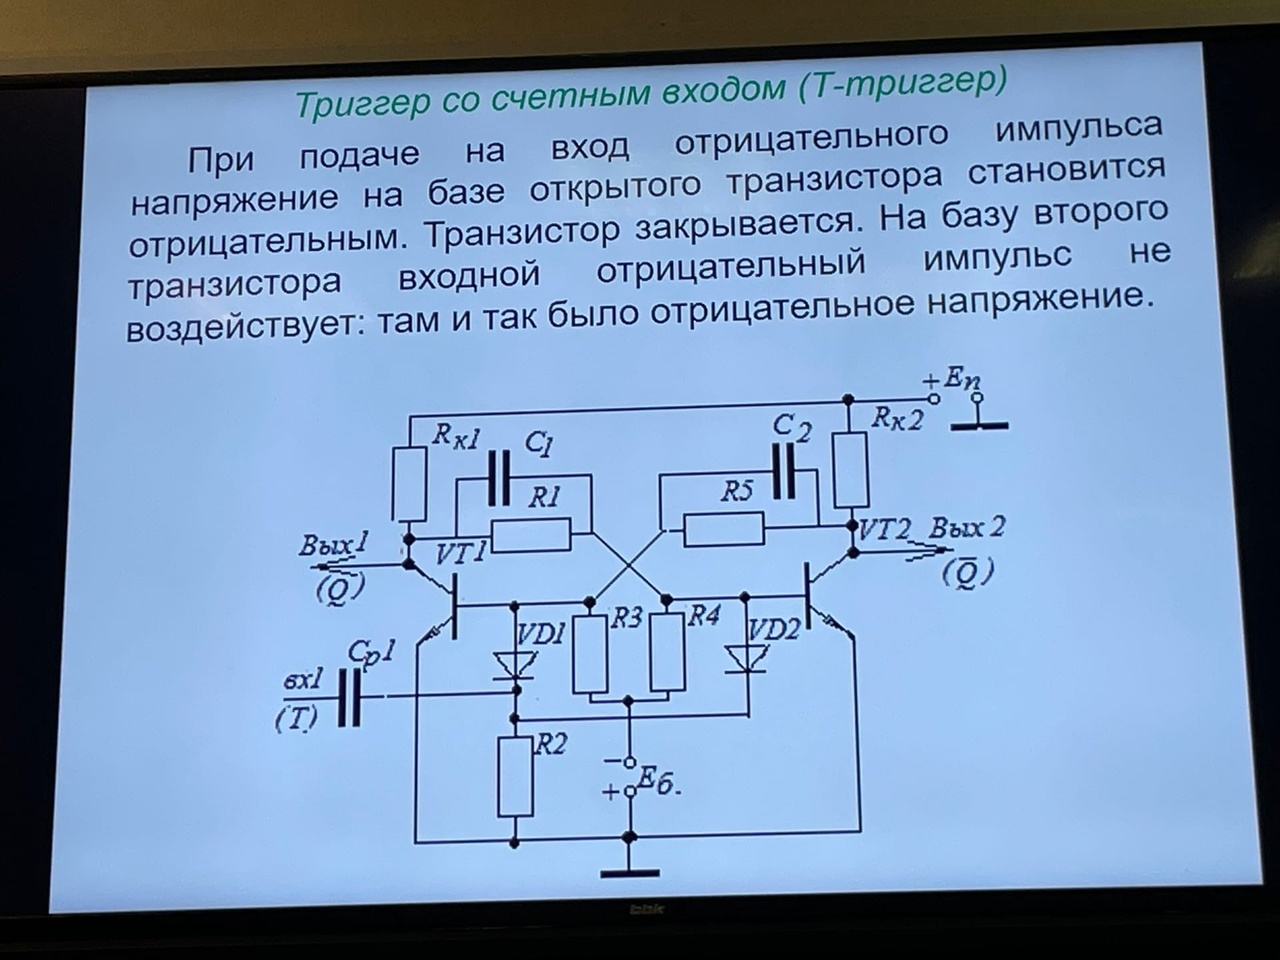 Триггер со счетным входом (Т-триггер)
При подаче на вход отрицательного импульса
напряжение на базе открытого транзистора становится
отрицательным. Транзистор закрывается. На базу второго
транзистора входной отрицательный импульс не
воздействует: там и так было отрицательное напряжение.
+Eп
Rк1
C1
C2
Rк2
R1
R5
Вых1
(Q)
VT1
VT2
Вых 2
(Q̄)
VD1
R3
R4
VD2
Cр1
вх1
(T)
R2
−
+
Eб.
bbk